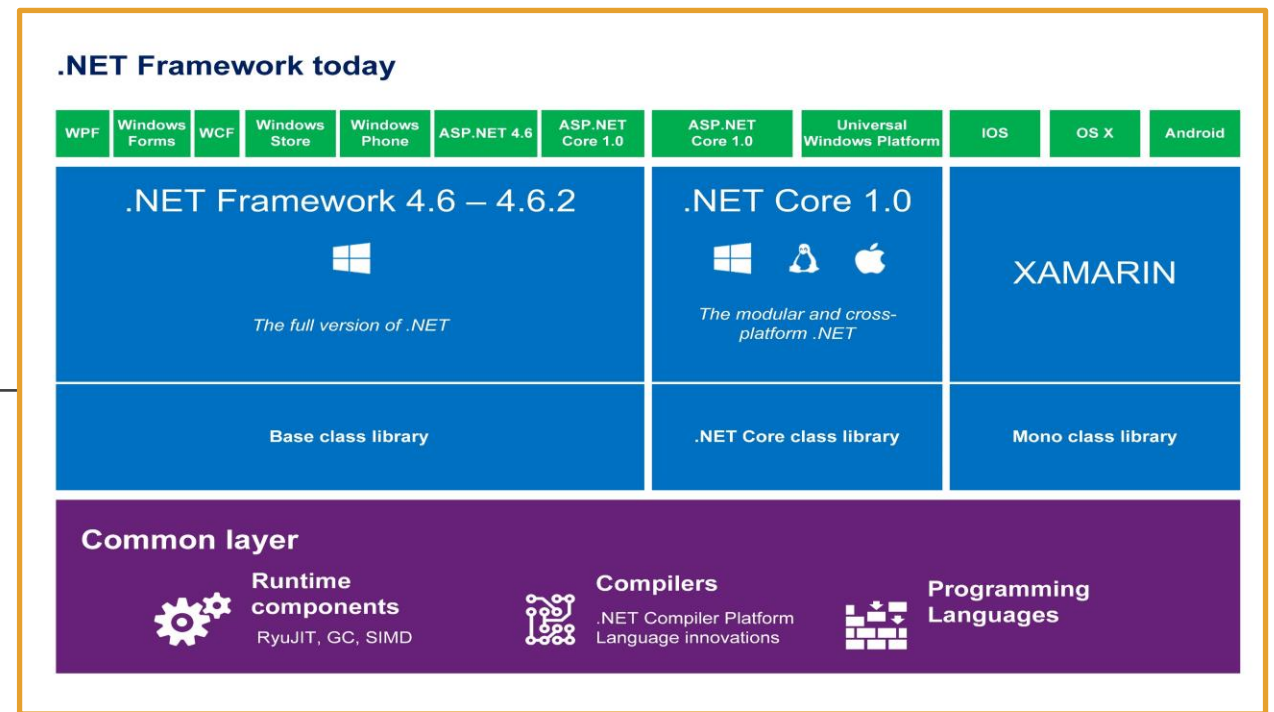 .NET Framework today
WPF
Windows
Forms
WCF
Windows
Store
Windows
Phone
ASP.NET 4.6
ASP.NET
Core 1.0
ASP.NET
Core 1.0
Universal
Windows Platform
IOS
OS X
Android
.NET Framework 4.6 – 4.6.2
The full version of .NET
.NET Core 1.0
The modular and cross-
platform .NET
XAMARIN
Base class library
.NET Core class library
Mono class library
Common layer
Runtime
components
RyuJIT, GC, SIMD
Compilers
.NET Compiler Platform
Language innovations
Programming
Languages